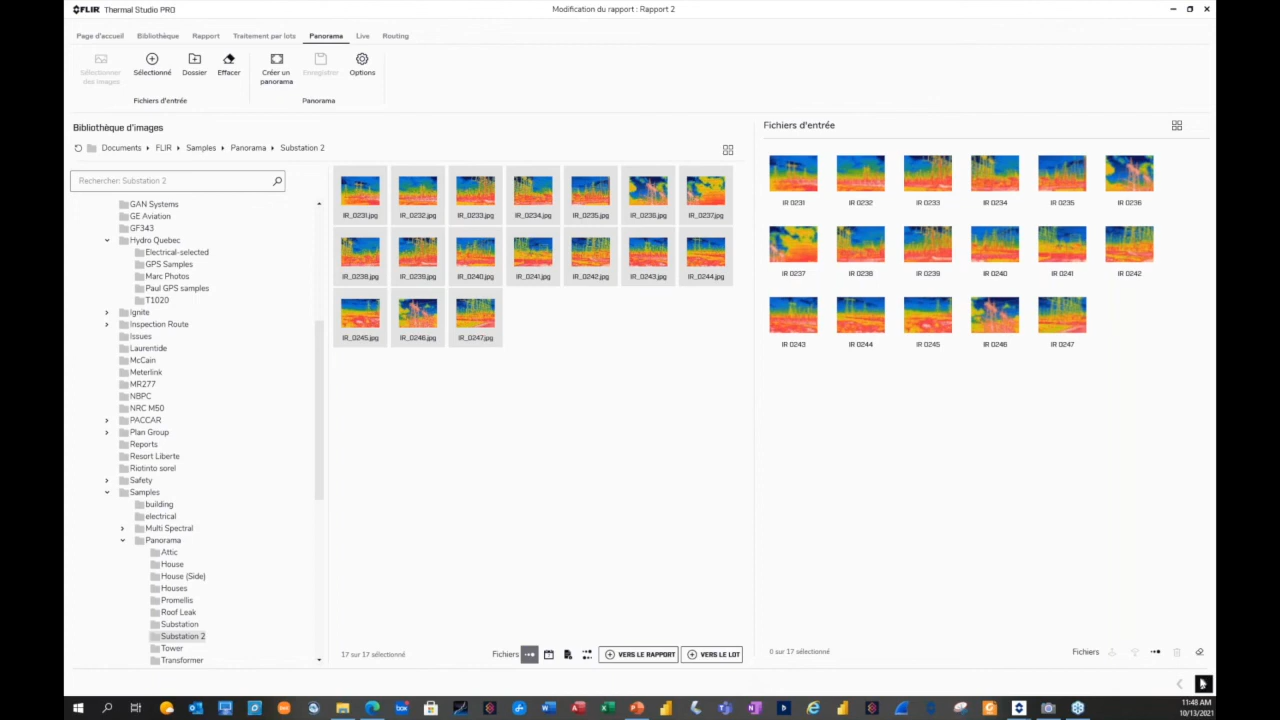 FLIR Thermal Studio PRO
Modification du rapport : Rapport 2
Page d'accueil Bibliothèque Rapport Traitement par lots Panorama Live Routing
Sélectionner des images
Sélectionné
Dossier
Effacer
Fichiers d'entrée
Créer un panorama
Enregistrer
Options
Panorama
Bibliothèque d'images
Documents FLIR Samples Panorama Substation 2
Rechercher: Substation 2
GAN Systems
GE Aviation
GF343
Hydro Quebec
Electrical-selected
GPS Samples
Marc Photos
Paul GPS samples
T1020
Ignite
Inspection Route
Issues
Laurentide
McCain
Meterlink
MR277
NBPC
NRC M50
PACCAR
Plan Group
Reports
Resort Liberte
Riotinto sorel
Safety
Samples
building
electrical
Multi Spectral
Panorama
Attic
House
House (Side)
Houses
Promellis
Roof Leak
Substation
Substation 2
Tower
Transformer
IR_0231.jpg IR_0232.jpg IR_0233.jpg IR_0234.jpg IR_0235.jpg IR_0236.jpg IR_0237.jpg
IR_0238.jpg IR_0239.jpg IR_0240.jpg IR_0241.jpg IR_0242.jpg IR_0243.jpg IR_0244.jpg
IR_0245.jpg IR_0246.jpg IR_0247.jpg
17 sur 17 sélectionné
Fichiers
VERS LE RAPPORT
VERS LE LOT
Fichiers d'entrée
IR 0231 IR 0232 IR 0233 IR 0234 IR 0235 IR 0236
IR 0237 IR 0238 IR 0239 IR 0240 IR 0241 IR 0242
IR 0243 IR 0244 IR 0245 IR 0246 IR 0247
0 sur 17 sélectionné
Fichiers
11:48 AM
10/13/2021